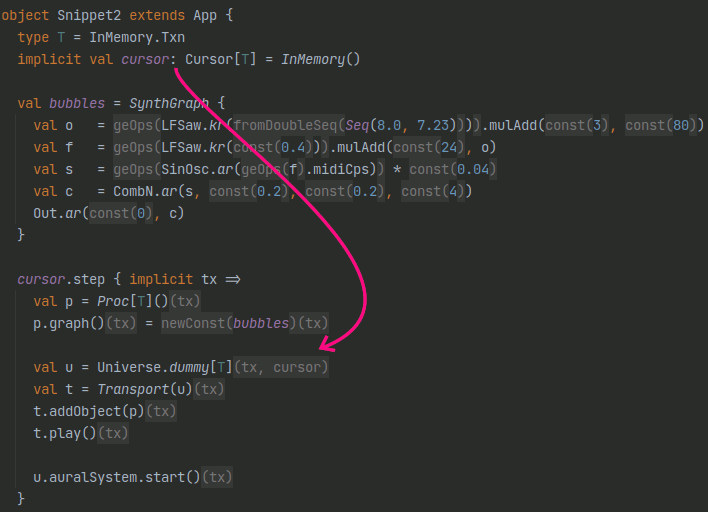 object Snippet2 extends App {
  type T = InMemory.Txn
  implicit val cursor: Cursor[T] = InMemory()

  val bubbles = SynthGraph {
    val o   = geOps(LFSaw.kr(fromDoubleSeq(Seq(8.0, 7.23)))).mulAdd(const(3), const(80))
    val f   = geOps(LFSaw.kr(const(0.4))).mulAdd(const(24), o)
    val s   = geOps(SinOsc.ar(geOps(f).midiCps)) * const(0.04)
    val c   = CombN.ar(s, const(0.2), const(0.2), const(4))
    Out.ar(const(0), c)
  }

  cursor.step { implicit tx =>
    val p = Proc[T]()(tx)
    p.graph()(tx) = newConst(bubbles)(tx)

    val u = Universe.dummy[T](tx, cursor)
    val t = Transport(u)(tx)
    t.addObject(p)(tx)
    t.play()(tx)

    u.auralSystem.start()(tx)
  }